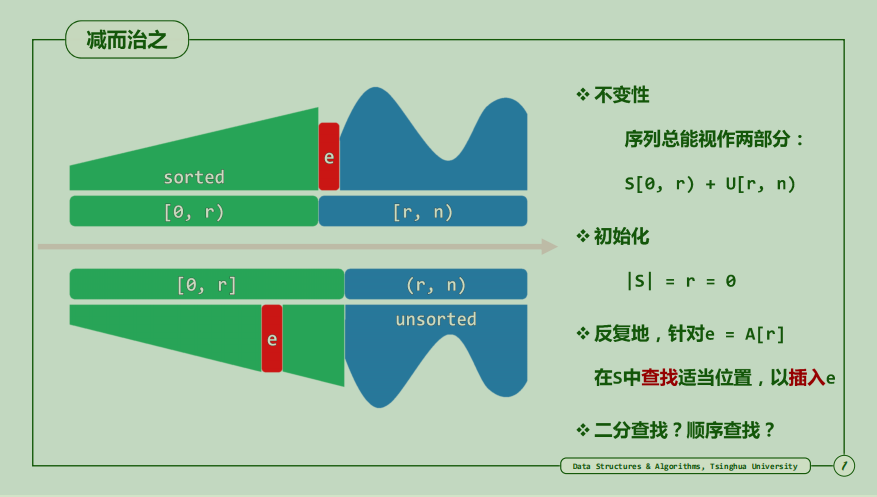 减而治之
e
sorted
[0, r)
[r, n)
[0, r]
(r, n)
unsorted
e
❖ 不变性
序列总能视作两部分：
S[0, r) + U[r, n)
❖ 初始化
|S| = r = 0
❖ 反复地，针对e = A[r]
在S中查找适当位置，以插入e
❖ 二分查找？顺序查找？
Data Structures & Algorithms, Tsinghua University